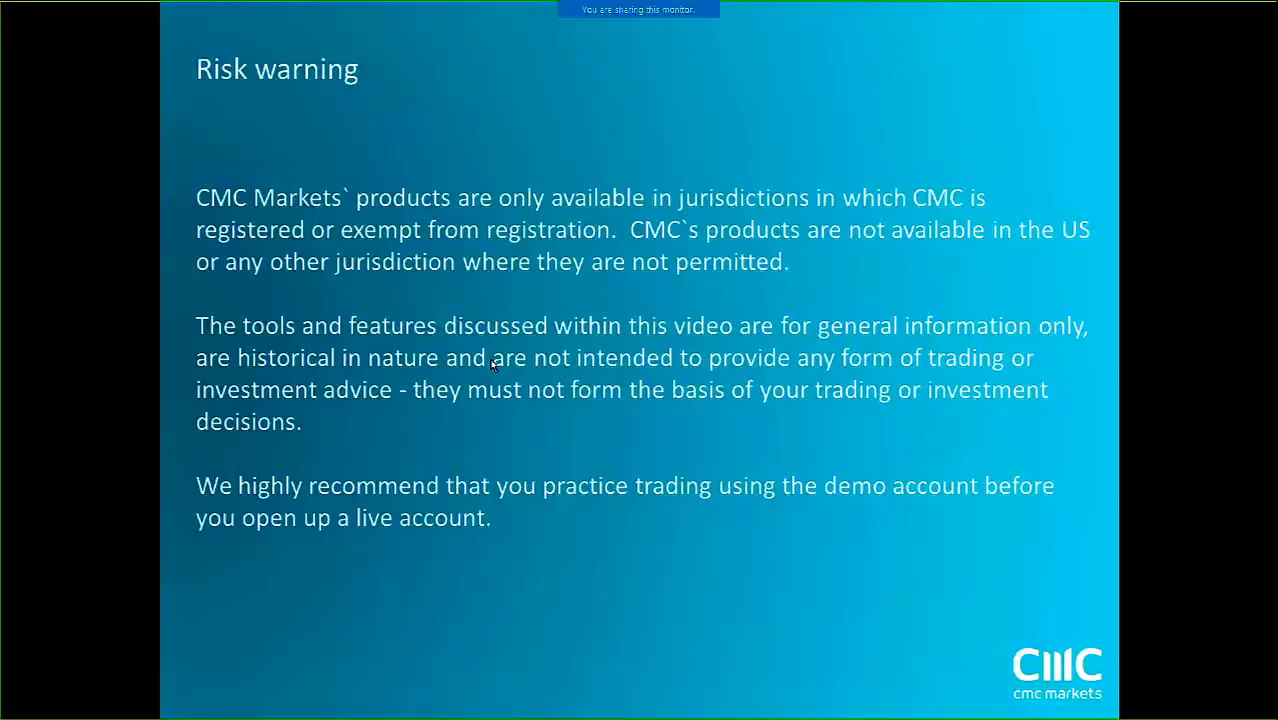 You are sharing this monitor.
Risk warning
CMC Markets` products are only available in jurisdictions in which CMC is
registered or exempt from registration.  CMC`s products are not available in the US
or any other jurisdiction where they are not permitted.
The tools and features discussed within this video are for general information only,
are historical in nature and are not intended to provide any form of trading or
investment advice - they must not form the basis of your trading or investment
decisions.
We highly recommend that you practice trading using the demo account before
you open up a live account.
CMC
cmc markets